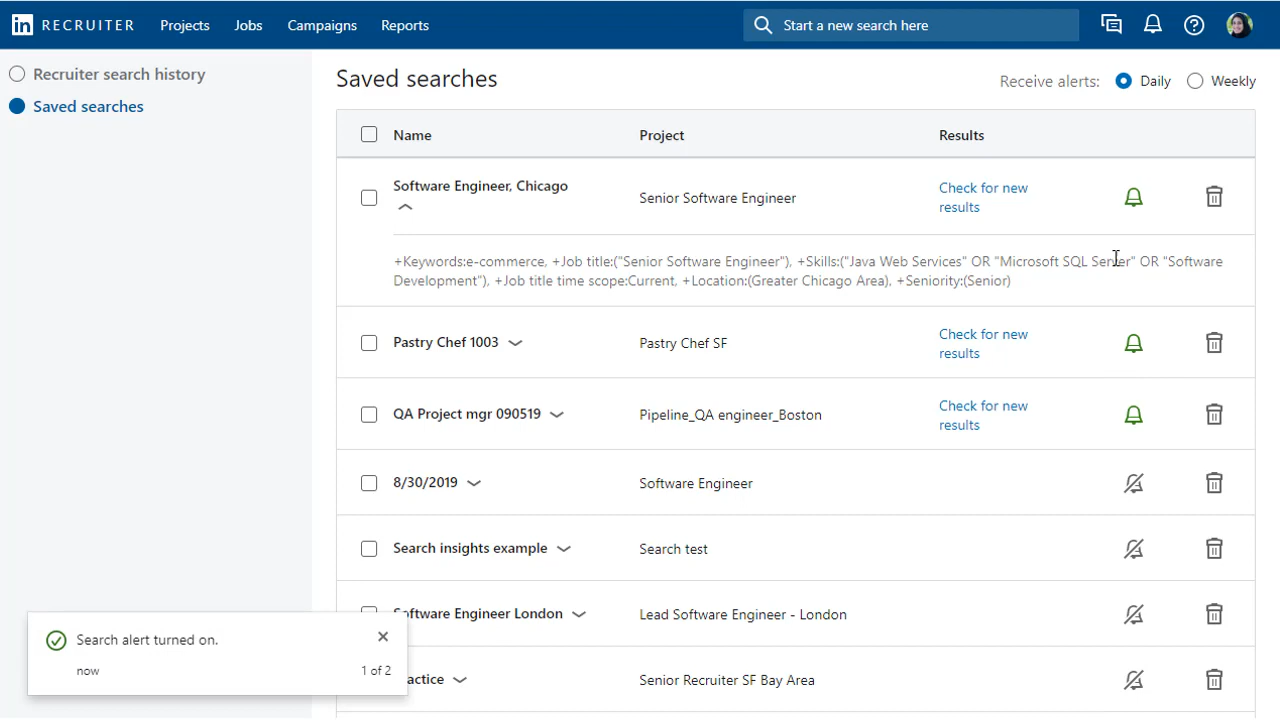 in RECRUITER Projects Jobs Campaigns Reports Start a new search here
Recruiter search history
Saved searches
Saved searches
Receive alerts: Daily Weekly
Name Project Results
Software Engineer, Chicago Senior Software Engineer Check for new
results
+Keywords:e-commerce, +Job title:("Senior Software Engineer"), +Skills:("Java Web Services" OR "Microsoft SQL Server" OR "Software
Development"), +Job title time scope:Current, +Location:(Greater Chicago Area), +Seniority:(Senior)
Pastry Chef 1003 Pastry Chef SF Check for new
results
QA Project mgr 090519 Pipeline_QA engineer_Boston Check for new
results
8/30/2019 Software Engineer
Search insights example Search test
Software Engineer London Lead Software Engineer - London
actice Senior Recruiter SF Bay Area
Search alert turned on.
now 1 of 2